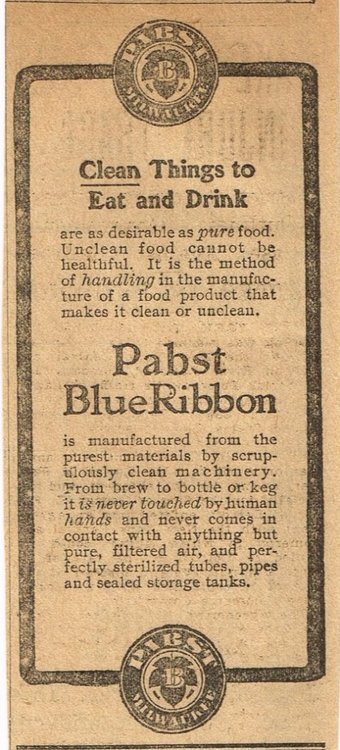 PABST
B
MILWAUKEE
Clean Things to
Eat and Drink
are as desirable as pure food.
Unclean food cannot be
healthful. It is the method
of handling in the manufac-
ture of a food product that
makes it clean or unclean.
Pabst
Blue Ribbon
is manufactured from the
purest materials by scrup-
ulously clean machinery.
From brew to bottle or keg
it is never touched by human
hands and never comes in
contact with anything but
pure, filtered air, and per-
fectly sterilized tubes, pipes
and sealed storage tanks.
PABST
B
MILWAUKEE